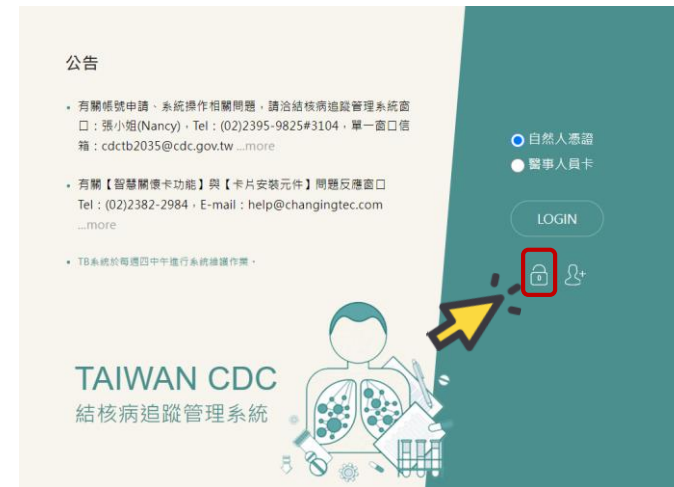 公告
• 有關帳號申請、系統操作相關問題，請洽結核病追蹤管理系統窗
口：張小姐(Nancy)，Tel：(02)2395-9825#3104，單一窗口信
箱：cdctb2035@cdc.gov.tw ...more
• 有關【智慧關懷卡功能】與【卡片安裝元件】問題反應窗口
Tel：(02)2382-2984，E-mail：help@changingtec.com
...more
• TB系統於每週四中午進行系統維護作業。
自然人憑證
醫事人員卡
LOGIN
TAIWAN CDC
結核病追蹤管理系統